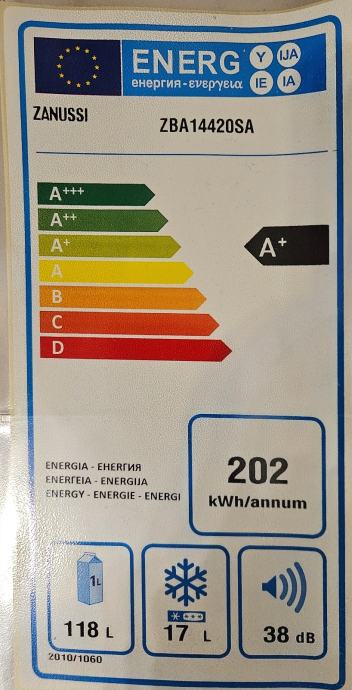 ENERG Y IJA IE IA
енергия - ενεργεια
ZANUSSI
ZBA14420SA
A+++
A++
A+
A+
A
B
C
D
ENERGIA - ЕНЕРГИЯ
ΕΝΕΡΓΕΙΑ - ENERGIJA
ENERGY - ENERGIE - ENERGI
202
kWh/annum
1L
118 L
17 L
38 dB
2010/1060